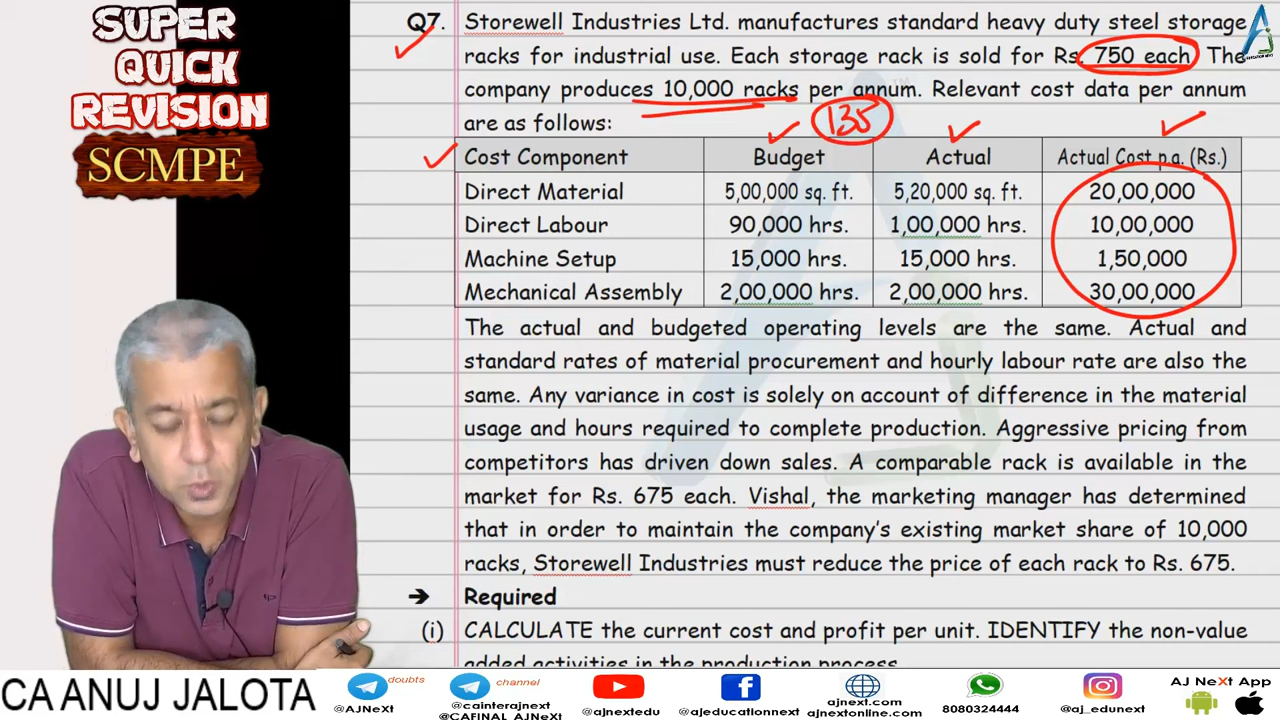 SUPER
QUICK
REVISION
SCMPE
Q7. Storewell Industries Ltd. manufactures standard heavy duty steel storage
racks for industrial use. Each storage rack is sold for Rs. 750 each. The
company produces 10,000 racks per annum. Relevant cost data per annum
are as follows:
135
Cost Component Budget Actual Actual Cost p.a. (Rs.)
Direct Material 5,00,000 sq. ft. 5,20,000 sq. ft. 20,00,000
Direct Labour 90,000 hrs. 1,00,000 hrs. 10,00,000
Machine Setup 15,000 hrs. 15,000 hrs. 1,50,000
Mechanical Assembly 2,00,000 hrs. 2,00,000 hrs. 30,00,000
The actual and budgeted operating levels are the same. Actual and
standard rates of material procurement and hourly labour rate are also the
same. Any variance in cost is solely on account of difference in the material
usage and hours required to complete production. Aggressive pricing from
competitors has driven down sales. A comparable rack is available in the
market for Rs. 675 each. Vishal, the marketing manager has determined
that in order to maintain the company's existing market share of 10,000
racks, Storewell Industries must reduce the price of each rack to Rs. 675.
➔ Required
(i) CALCULATE the current cost and profit per unit. IDENTIFY the non-value
added activities in the production process.
CA ANUJ JALOTA
doubts
@AJNeXt
channel
@cainterajnext
@CAFINAL_AJNeXt
@ajnextedu
@ajeducationnext
ajnext.com
ajnextonline.com
8080324444
@aj_edunext
AJ NeXt App